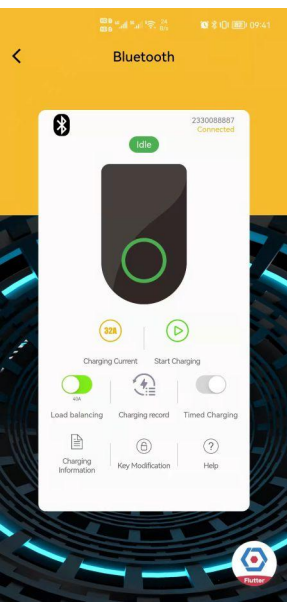 09:41
Bluetooth
2330088887
Connected
Idle
32A
Charging Current
Start Charging
Load balancing
Charging record
Timed Charging
Charging
Information
Key Modification
Help
Flutter